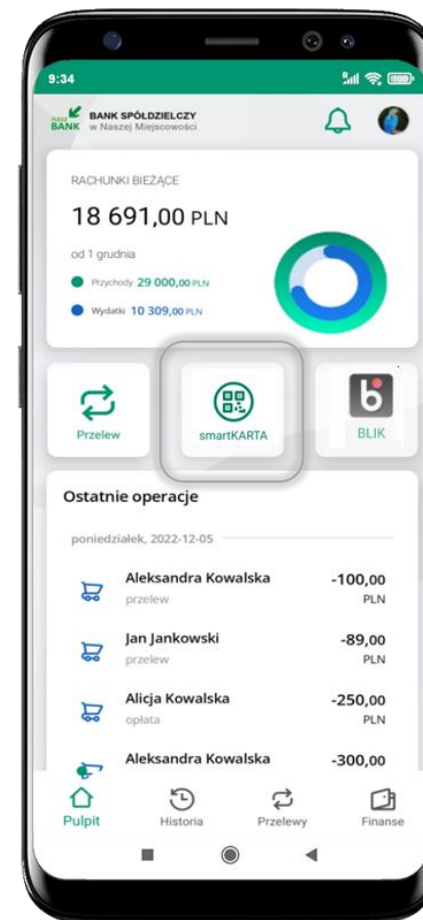 9:34
nasz BANK
BANK SPÓŁDZIELCZY
w Naszej Miejscowości
RACHUNKI BIEŻĄCE
18 691,00 PLN
od 1 grudnia
Przychody 29 000,00 PLN
Wydatki 10 309,00 PLN
Przelew
smartKARTA
BLIK
Ostatnie operacje
poniedziałek, 2022-12-05
Aleksandra Kowalska -100,00
przelew PLN
Jan Jankowski -89,00
przelew PLN
Alicja Kowalska -250,00
opłata PLN
Aleksandra Kowalska -300,00
Pulpit Historia Przelewy Finanse